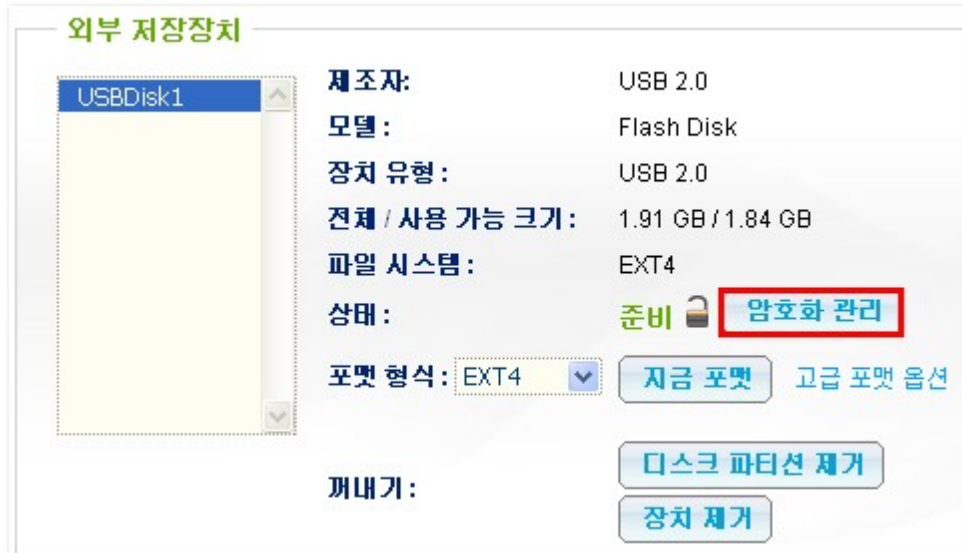 외부 저장장치
USBDisk1
제조자: USB 2.0
모델 : Flash Disk
장치 유형 : USB 2.0
전체 / 사용 가능 크기 : 1.91 GB / 1.84 GB
파일 시스템 : EXT4
상태 : 준비 암호화 관리
포맷 형식 : EXT4 지금 포맷 고급 포맷 옵션
꺼내기 : 디스크 파티션 제거
장치 제거